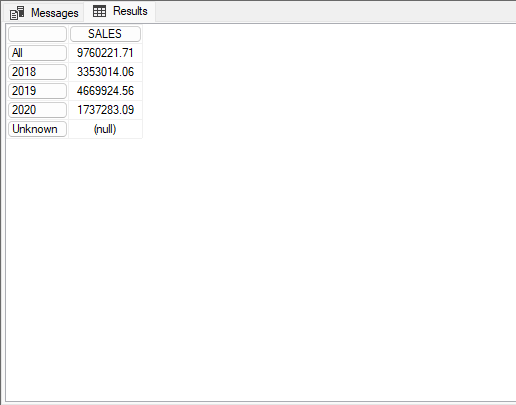 Messages Results
SALES
All 9760221.71
2018 3353014.06
2019 4669924.56
2020 1737283.09
Unknown (null)